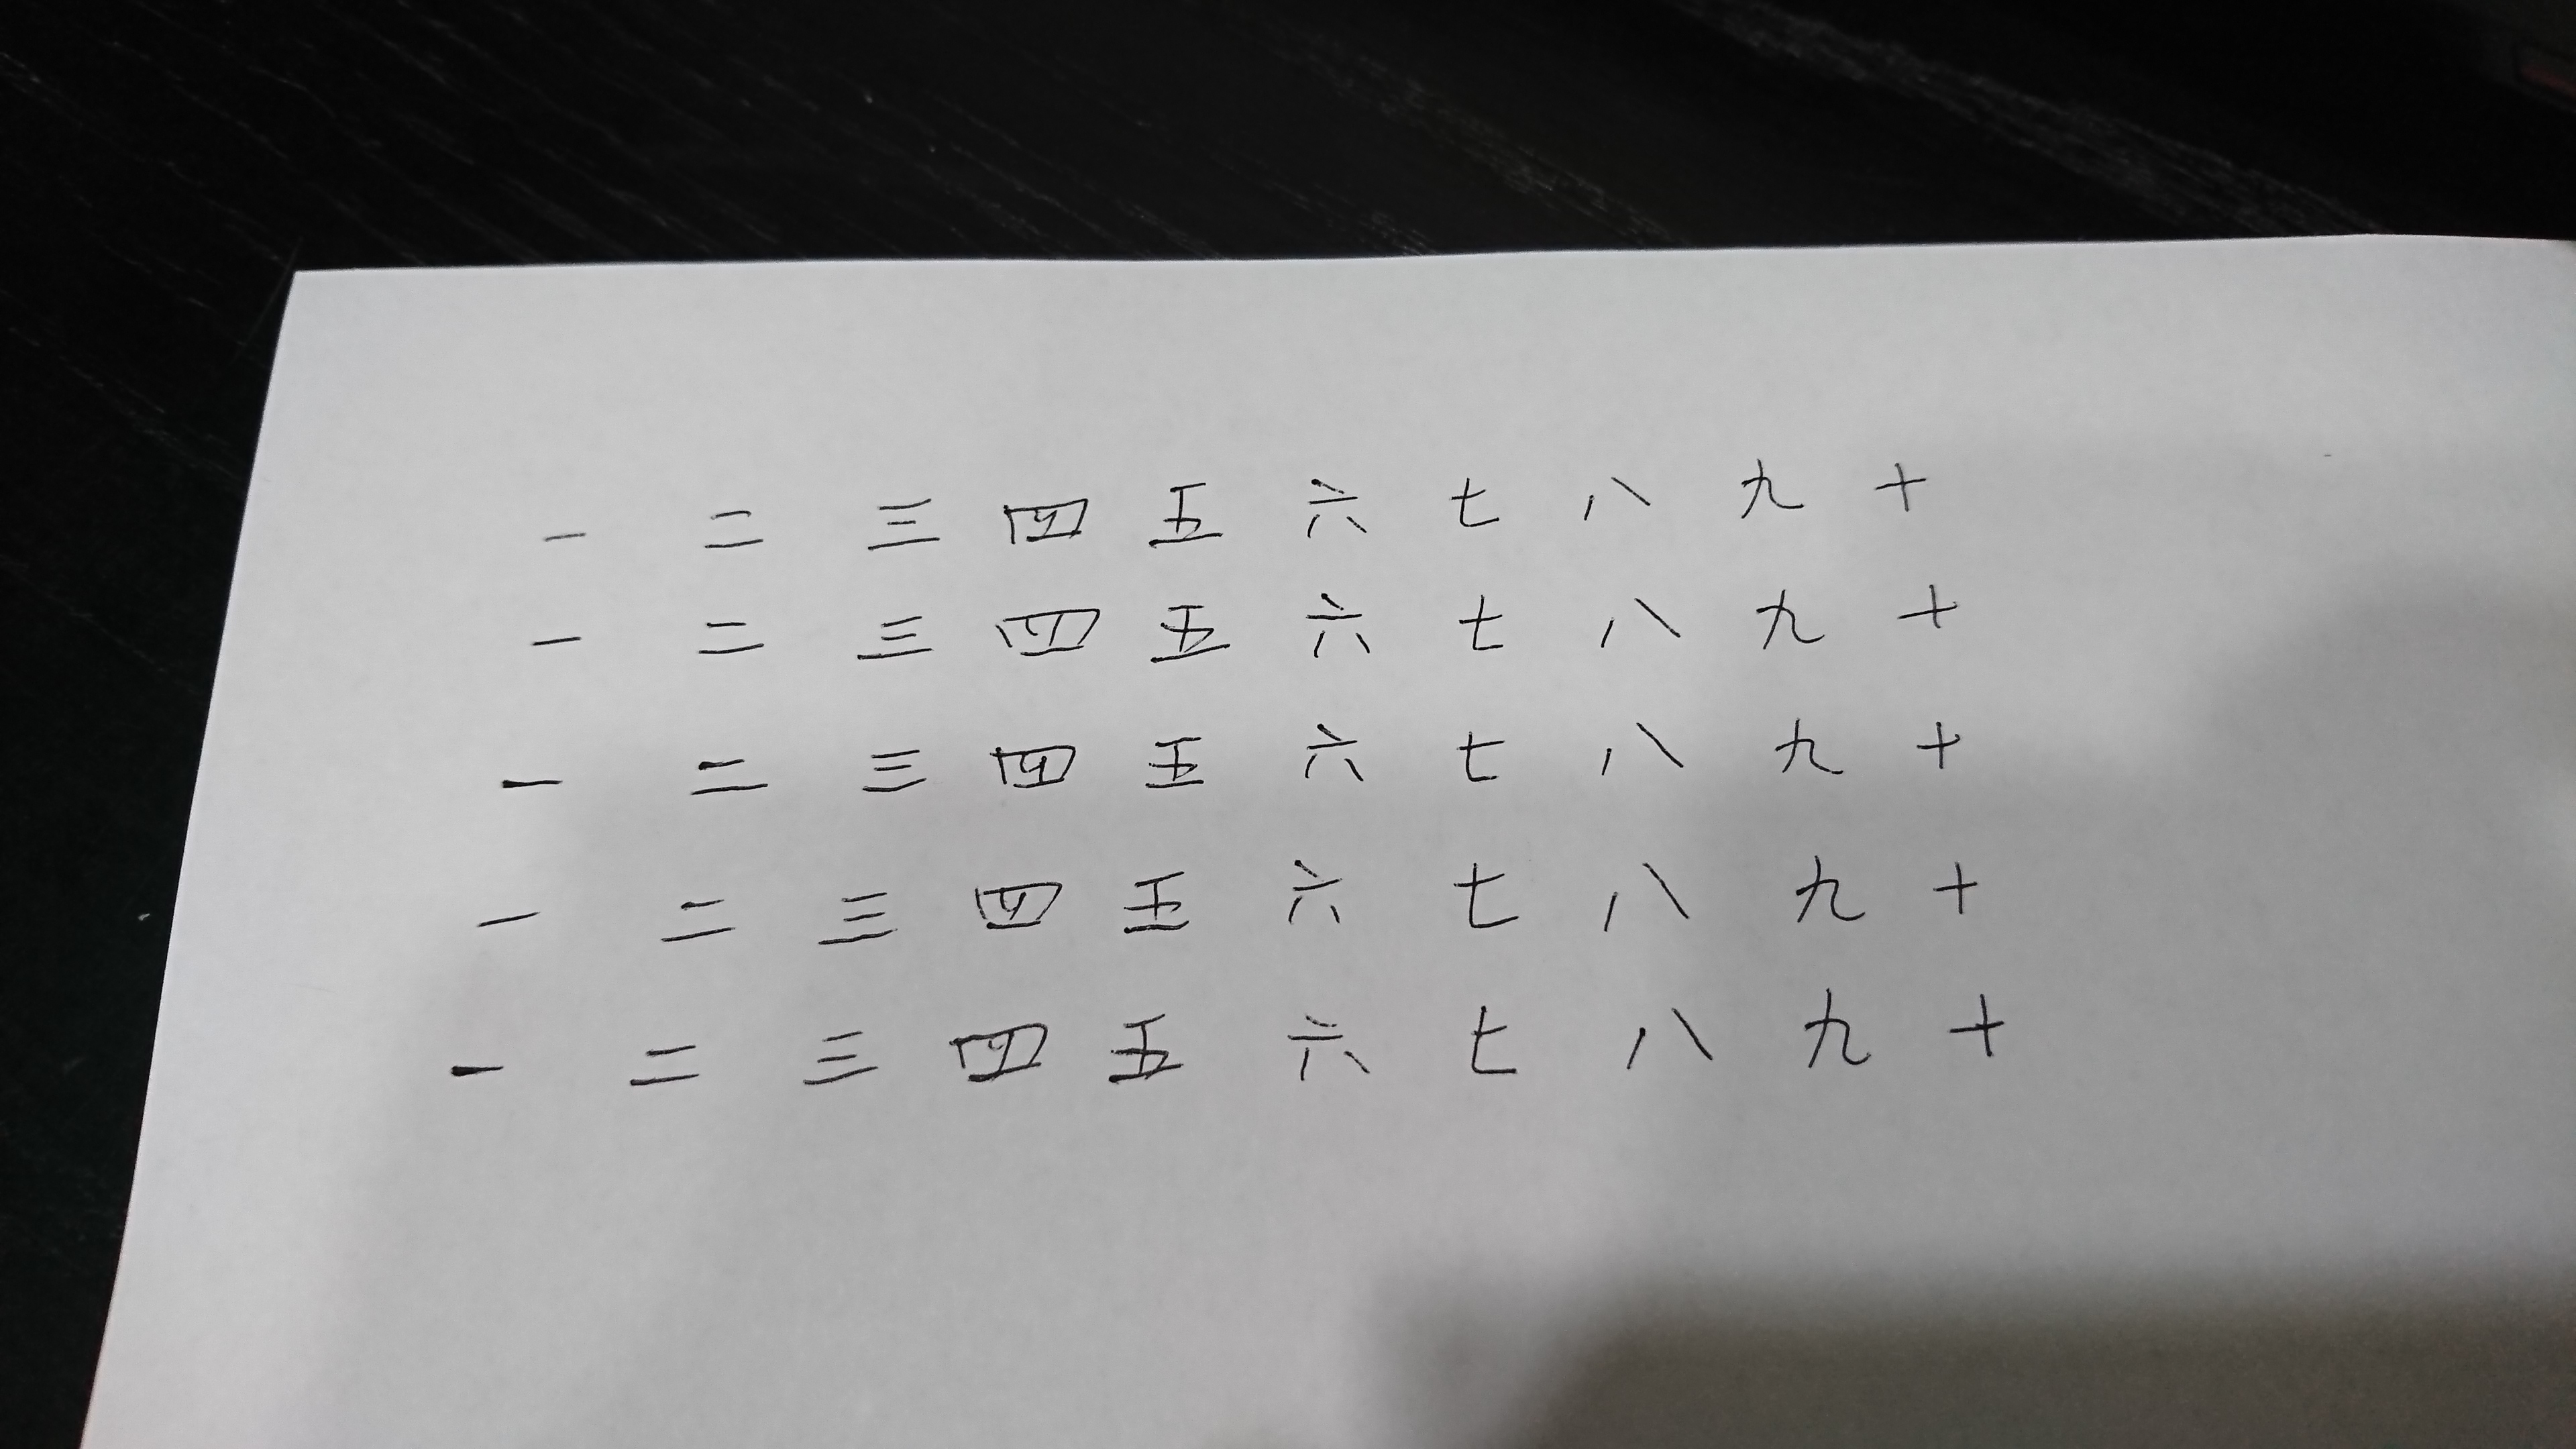 一 二 三 四 五 六 七 八 九 十
一 二 三 四 五 六 七 八 九 十
一 二 三 四 五 六 七 八 九 十
一 二 三 四 五 六 七 八 九 十
一 二 三 四 五 六 七 八 九 十